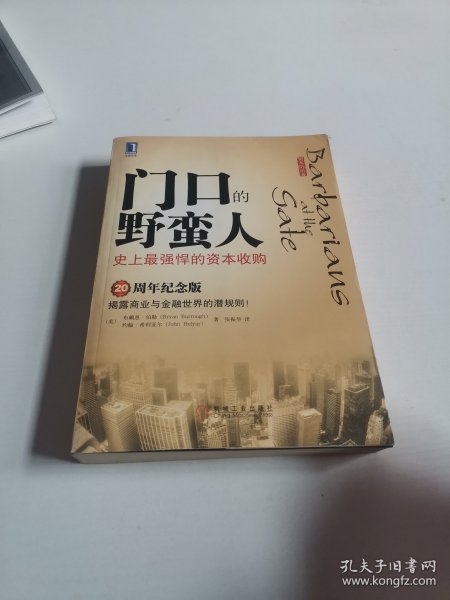 门口的
野蛮人
史上最强悍的资本收购
20周年纪念版
揭露商业与金融世界的潜规则!
(美) 布赖恩·伯勒 (Bryan Burrough)
约翰·希利亚尔 (John Helyar) 著 张振华 译
Barbarians
at the
Gate
机械工业出版社
China Machine Press
孔夫子旧书网
www.kongfz.com